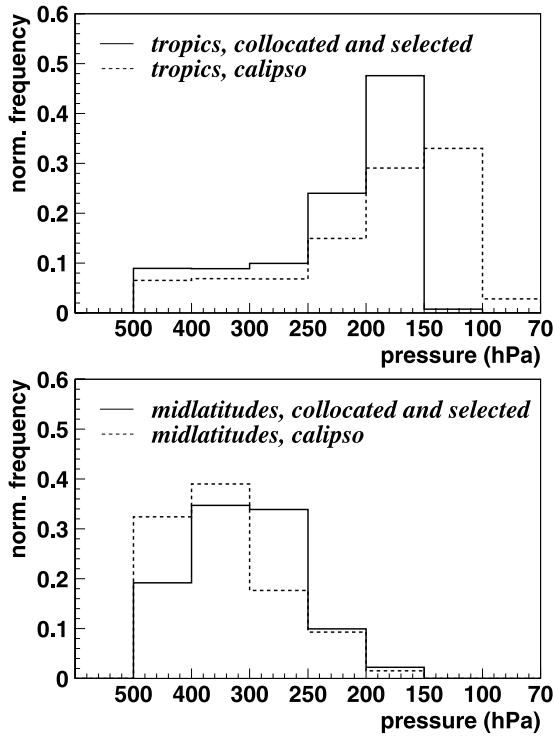 0.6
tropics, collocated and selected
tropics, calipso
0.5
0.4
0.3
0.2
0.1
0
norm. frequency
500 400 300 250 200 150 100 70
pressure (hPa)
0.6
midlatitudes, collocated and selected
midlatitudes, calipso
0.5
0.4
0.3
0.2
0.1
0
norm. frequency
500 400 300 250 200 150 100 70
pressure (hPa)